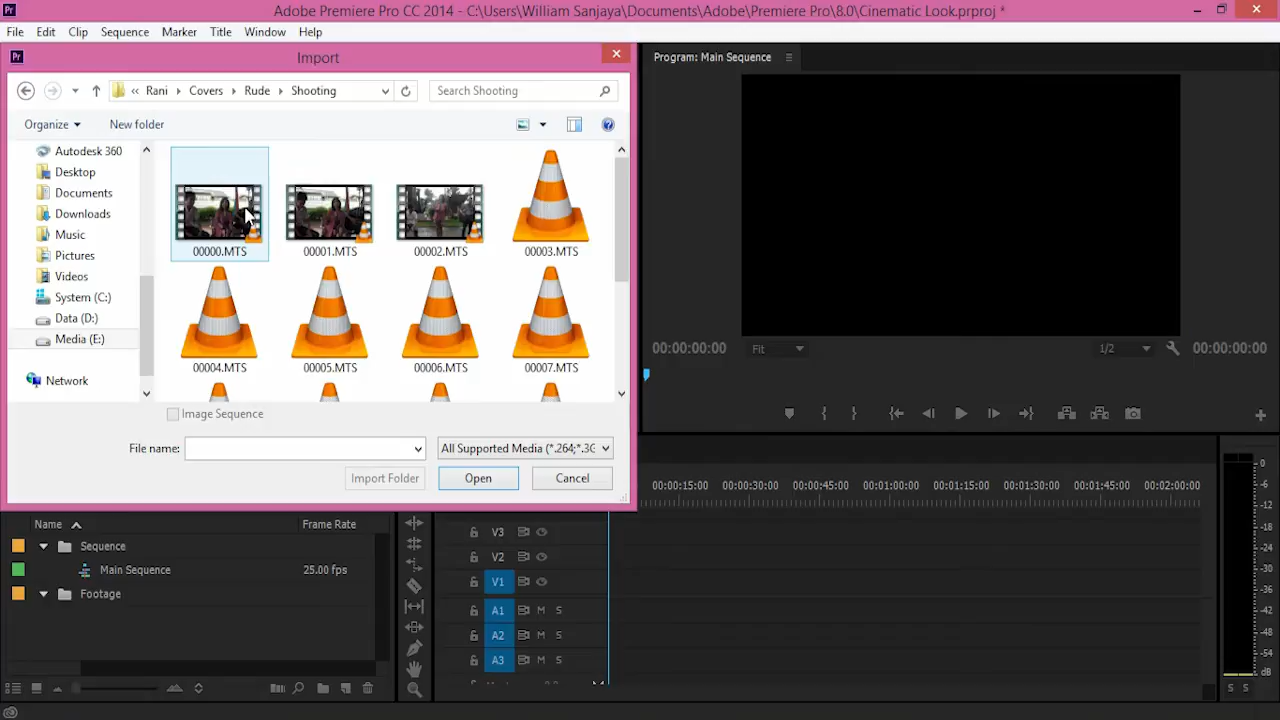 Pr
Adobe Premiere Pro CC 2014 - C:\Users\William Sanjaya\Documents\Adobe\Premiere Pro\8.0\Cinematic Look.prproj *
File Edit Clip Sequence Marker Title Window Help
Pr
Import
Program: Main Sequence
« Rani Covers Rude Shooting
Search Shooting
Organize
New folder
Autodesk 360
Desktop
Documents
Downloads
Music
Pictures
Videos
System (C:)
Data (D:)
Media (E:)
Network
00000.MTS
00001.MTS
00002.MTS
00003.MTS
00004.MTS
00005.MTS
00006.MTS
00007.MTS
Image Sequence
File name:
All Supported Media (*.264;*.3G
Import Folder
Open
Cancel
00:00:00:00
Fit
1/2
00:00:00:00
00:00:15:00 00:00:30:00 00:00:45:00 00:01:00:00 00:01:15:00 00:01:30:00 00:01:45:00 00:02:00:00
Name
Frame Rate
Sequence
Main Sequence
25.00 fps
Footage
V3
V2
V1
A1 M S
A2 M S
A3 M S
0
-6
-12
-18
-24
-30
-36
-42
-48
-54
dB
S S